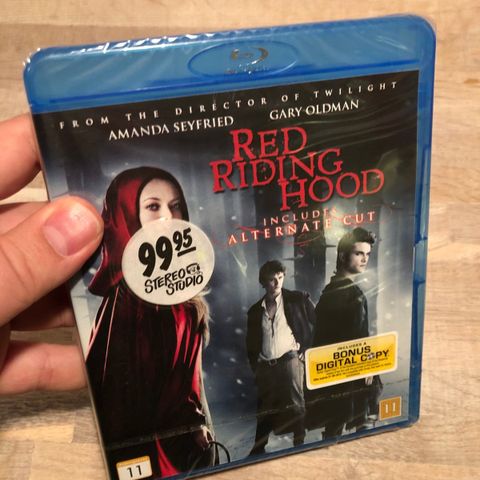 FROM THE DIRECTOR OF TWILIGHT
AMANDA SEYFRIED GARY OLDMAN
RED
RIDING
HOOD
INCLUDES
ALTERNATE CUT
99.95
STEREO
STUDIO
INCLUDES A
BONUS
DIGITAL COPY
11
11